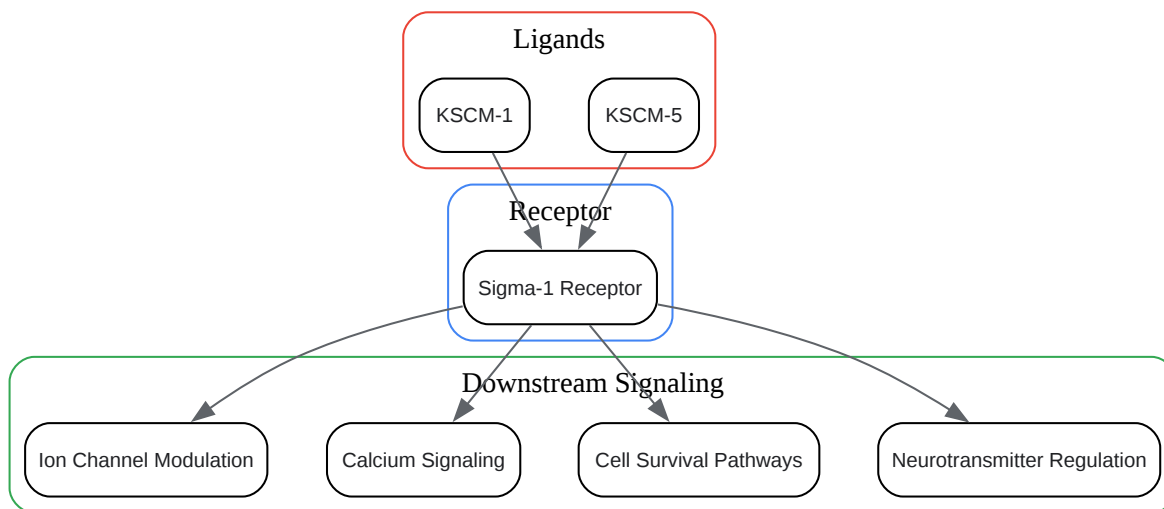 Ligands
KSCM-1
KSCM-5
Receptor
Sigma-1 Receptor
Downstream Signaling
Ion Channel Modulation
Calcium Signaling
Cell Survival Pathways
Neurotransmitter Regulation